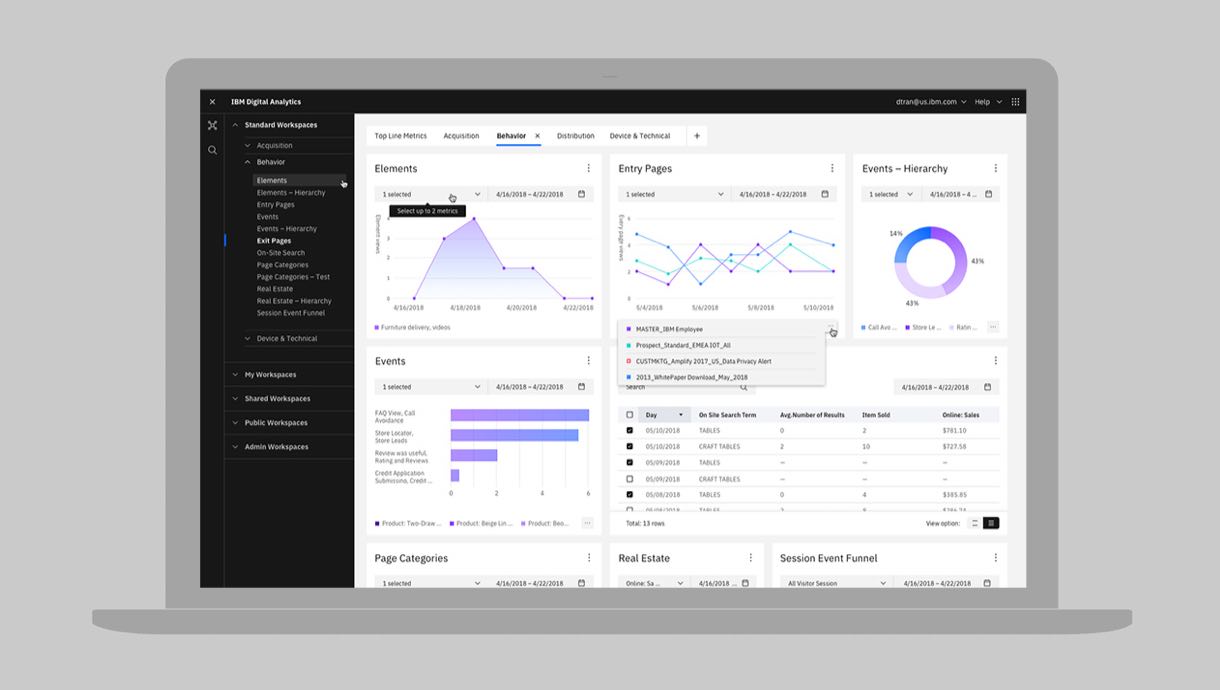 IBM Digital Analytics
dtran@us.ibm.com
Help
Standard Workspaces
Acquisition
Behavior
Elements
Elements – Hierarchy
Entry Pages
Events
Events – Hierarchy
Exit Pages
On-Site Search
Page Categories
Page Categories – Test
Real Estate
Real Estate – Hierarchy
Session Event Funnel
Device & Technical
My Workspaces
Shared Workspaces
Public Workspaces
Admin Workspaces
Top Line Metrics
Acquisition
Behavior
Distribution
Device & Technical
+
Elements
1 selected
4/16/2018 – 4/22/2018
Select up to 2 metrics
Element views
3
2
1
0
4/16/2018
4/18/2018
4/20/2018
4/22/2018
Furniture delivery, videos
Entry Pages
1 selected
4/16/2018 – 4/22/2018
Entry page views
6
4
2
0
5/4/2018
5/6/2018
5/8/2018
5/10/2018
MASTER_IBM Employee
Prospect_Standard_EMEA IOT_All
CUSTMKTG_Amplify 2017_US_Data Privacy Alert
2013_WhitePaper Download_May_2018
Events – Hierarchy
1 selected
4/16/2018 – 4 ...
14%
43%
43%
Call Avo ...
Store Le ...
Ratin ...
Events
1 selected
4/16/2018 – 4/22/2018
FAQ View, Call
Avoidance
Store Locator,
Store Leads
Review was useful,
Rating and Reviews
Credit Application
Submissino, Credit ...
0
2
4
6
Product: Two-Draw ...
Product: Beige Lin ...
Product: Beo...
Search
4/16/2018 – 4/22/2018
Day On Site Search Term Avg.Number of Results Item Sold Online: Sales
05/10/2018 TABLES 0 2 $781.10
05/10/2018 CRAFT TABLES 2 10 $727.58
05/09/2018 TABLES – – –
05/09/2018 CRAFT TABLES – – –
05/08/2018 TABLES 0 4 $385.85
Total: 13 rows
View option:
Page Categories
1 selected
4/16/2018 – 4/22/2018
Real Estate
Online: Sa ...
4/16/2018 ...
Session Event Funnel
All Visitor Session
4/16/2018 – 4/22/2018